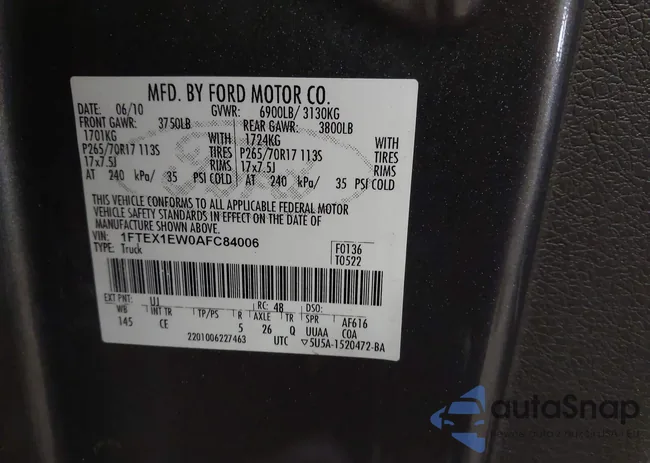 MFD. BY FORD MOTOR CO.
DATE: 06/10 GVWR: 6900LB/ 3130KG
FRONT GAWR: 3750LB REAR GAWR: 3800LB
1701KG WITH 1724KG WITH
P265/70R17 113S TIRES P265/70R17 113S TIRES
17x7.5J RIMS 17x7.5J RIMS
AT 240 kPa/ 35 PSI COLD AT 240 kPa/ 35 PSI COLD
THIS VEHICLE CONFORMS TO ALL APPLICABLE FEDERAL MOTOR
VEHICLE SAFETY STANDARDS IN EFFECT ON THE DATE OF
MANUFACTURE SHOWN ABOVE.
VIN: 1FTEX1EW0AFC84006 F0136
TYPE: Truck T0522
EXT PNT: UJ RC: 48 DSO:
WB INT TR TP/PS R AXLE TR SPR AF616
145 CE 5 26 Q UUAA COA
2201006227463 UTC ▽5U5A-1520472-BA
autoSnap